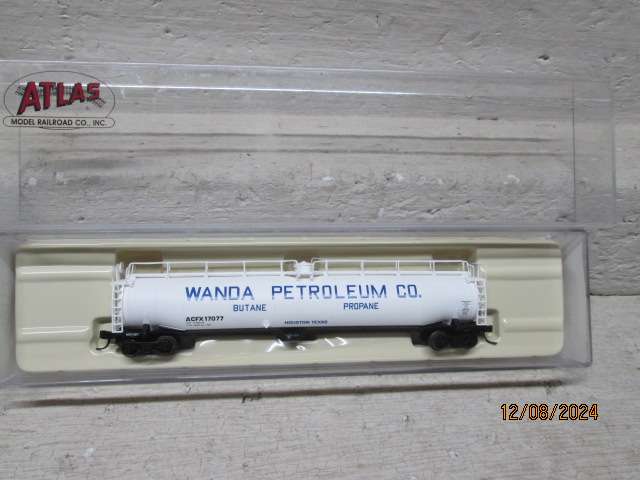 ATLAS
MODEL RAILROAD CO., INC.
WANDA PETROLEUM CO.
BUTANE PROPANE
ACFX 17077
HOUSTON TEXAS
12/08/2024